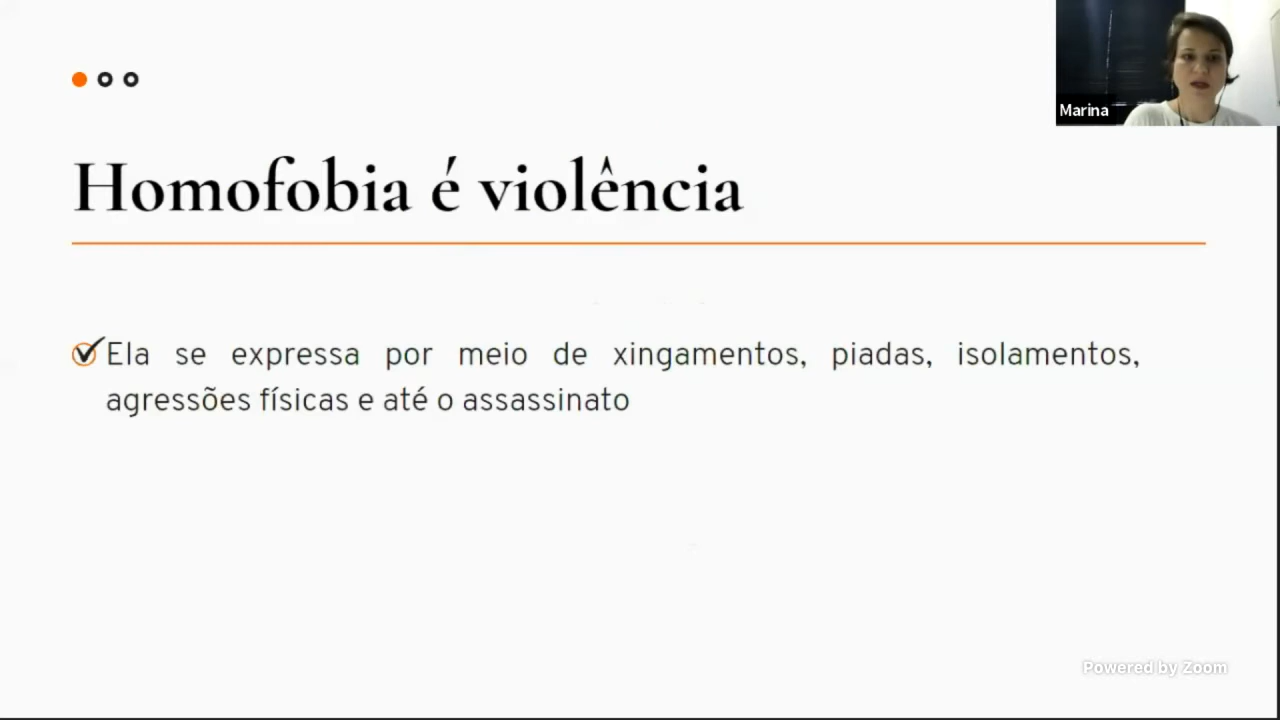 Marina
Homofobia é violência
Ela se expressa por meio de xingamentos, piadas, isolamentos,
agressões físicas e até o assassinato
Powered by Zoom